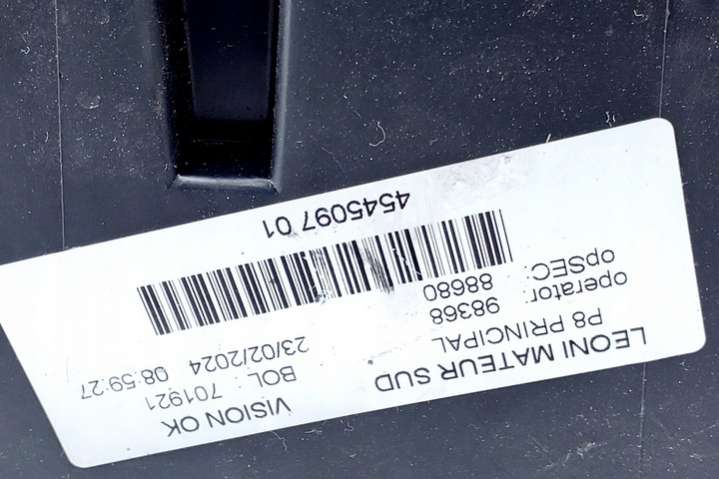 LEONI MATEUR SUD VISION OK
P8 PRINCIPAL BOL : 701921
operator: 98368 23/02/2024 08:59:27
opSEC: 88680
4545097 01